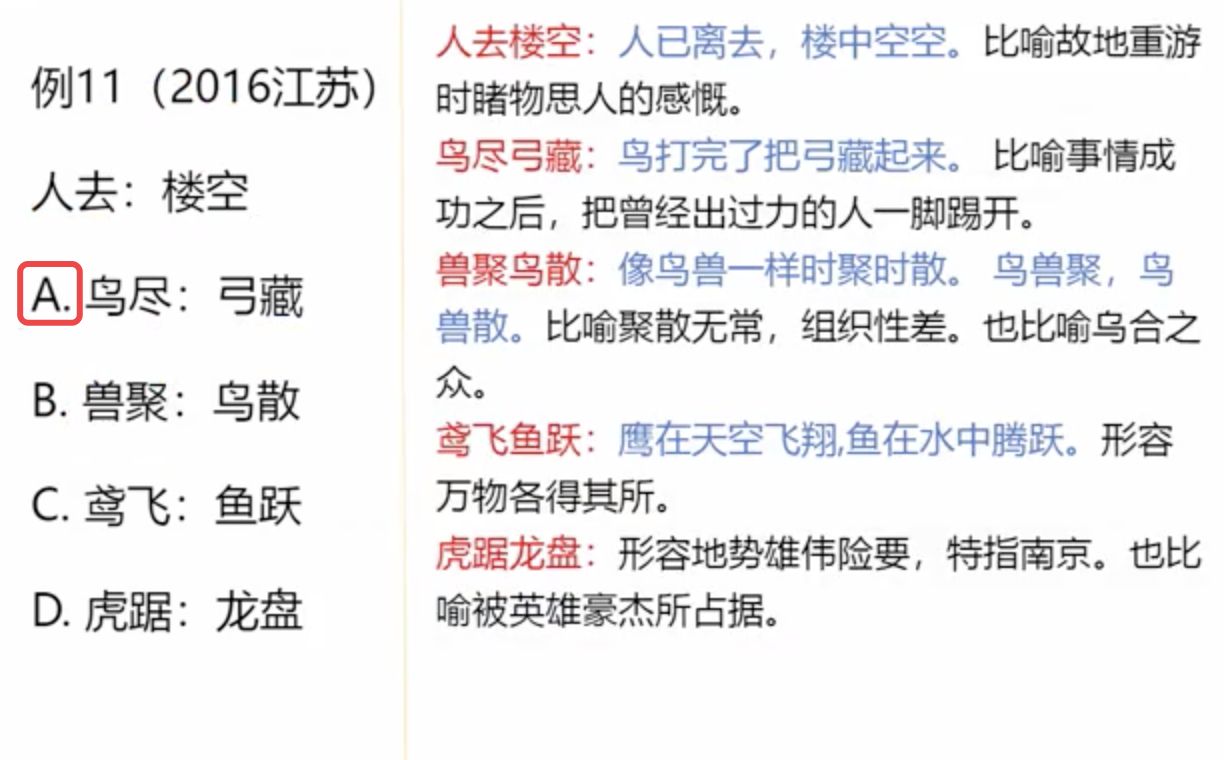 例11（2016江苏）
人去：楼空
A. 鸟尽：弓藏
B. 兽聚：鸟散
C. 鸢飞：鱼跃
D. 虎踞：龙盘
人去楼空：人已离去，楼中空空。比喻故地重游
时睹物思人的感慨。
鸟尽弓藏：鸟打完了把弓藏起来。 比喻事情成
功之后，把曾经出过力的人一脚踢开。
兽聚鸟散：像鸟兽一样时聚时散。 鸟兽聚，鸟
兽散。比喻聚散无常，组织性差。也比喻乌合之
众。
鸢飞鱼跃：鹰在天空飞翔,鱼在水中腾跃。形容
万物各得其所。
虎踞龙盘：形容地势雄伟险要，特指南京。也比
喻被英雄豪杰所占据。